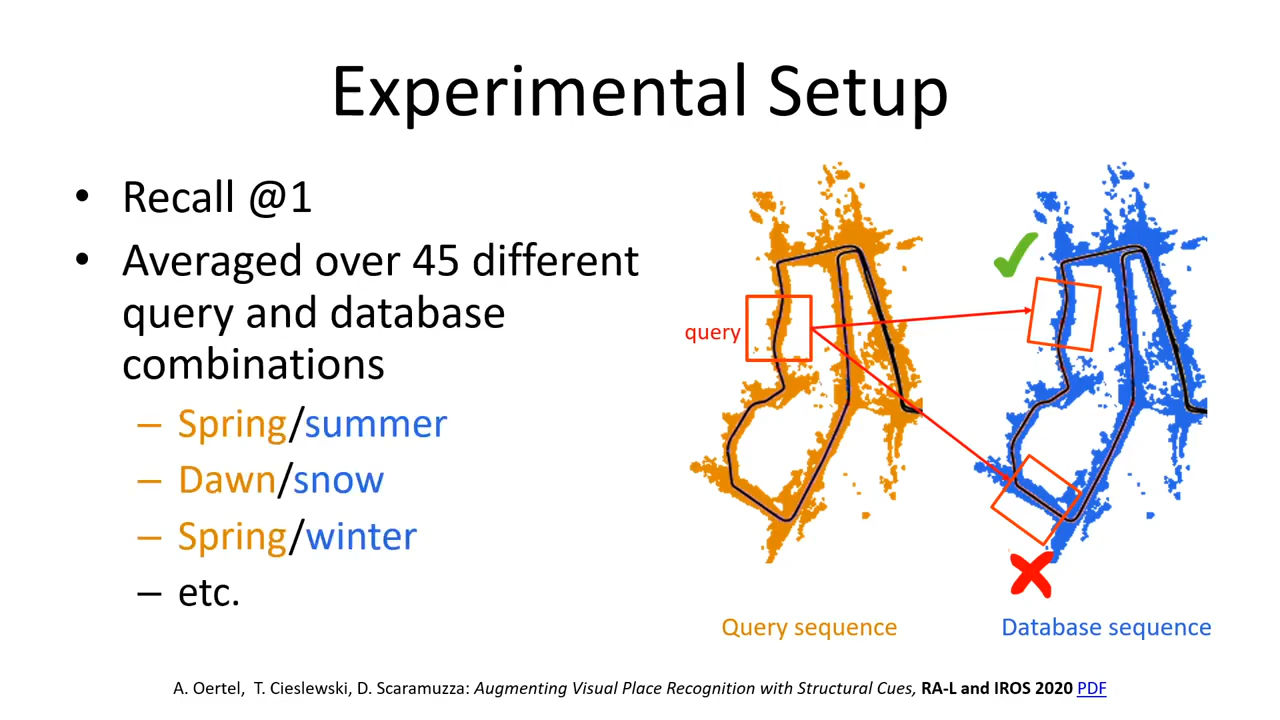 Experimental Setup
• Recall @1
• Averaged over 45 different
query and database
combinations
– Spring/summer
– Dawn/snow
– Spring/winter
– etc.
query
Query sequence
Database sequence
A. Oertel, T. Cieslewski, D. Scaramuzza: Augmenting Visual Place Recognition with Structural Cues, RA-L and IROS 2020 PDF